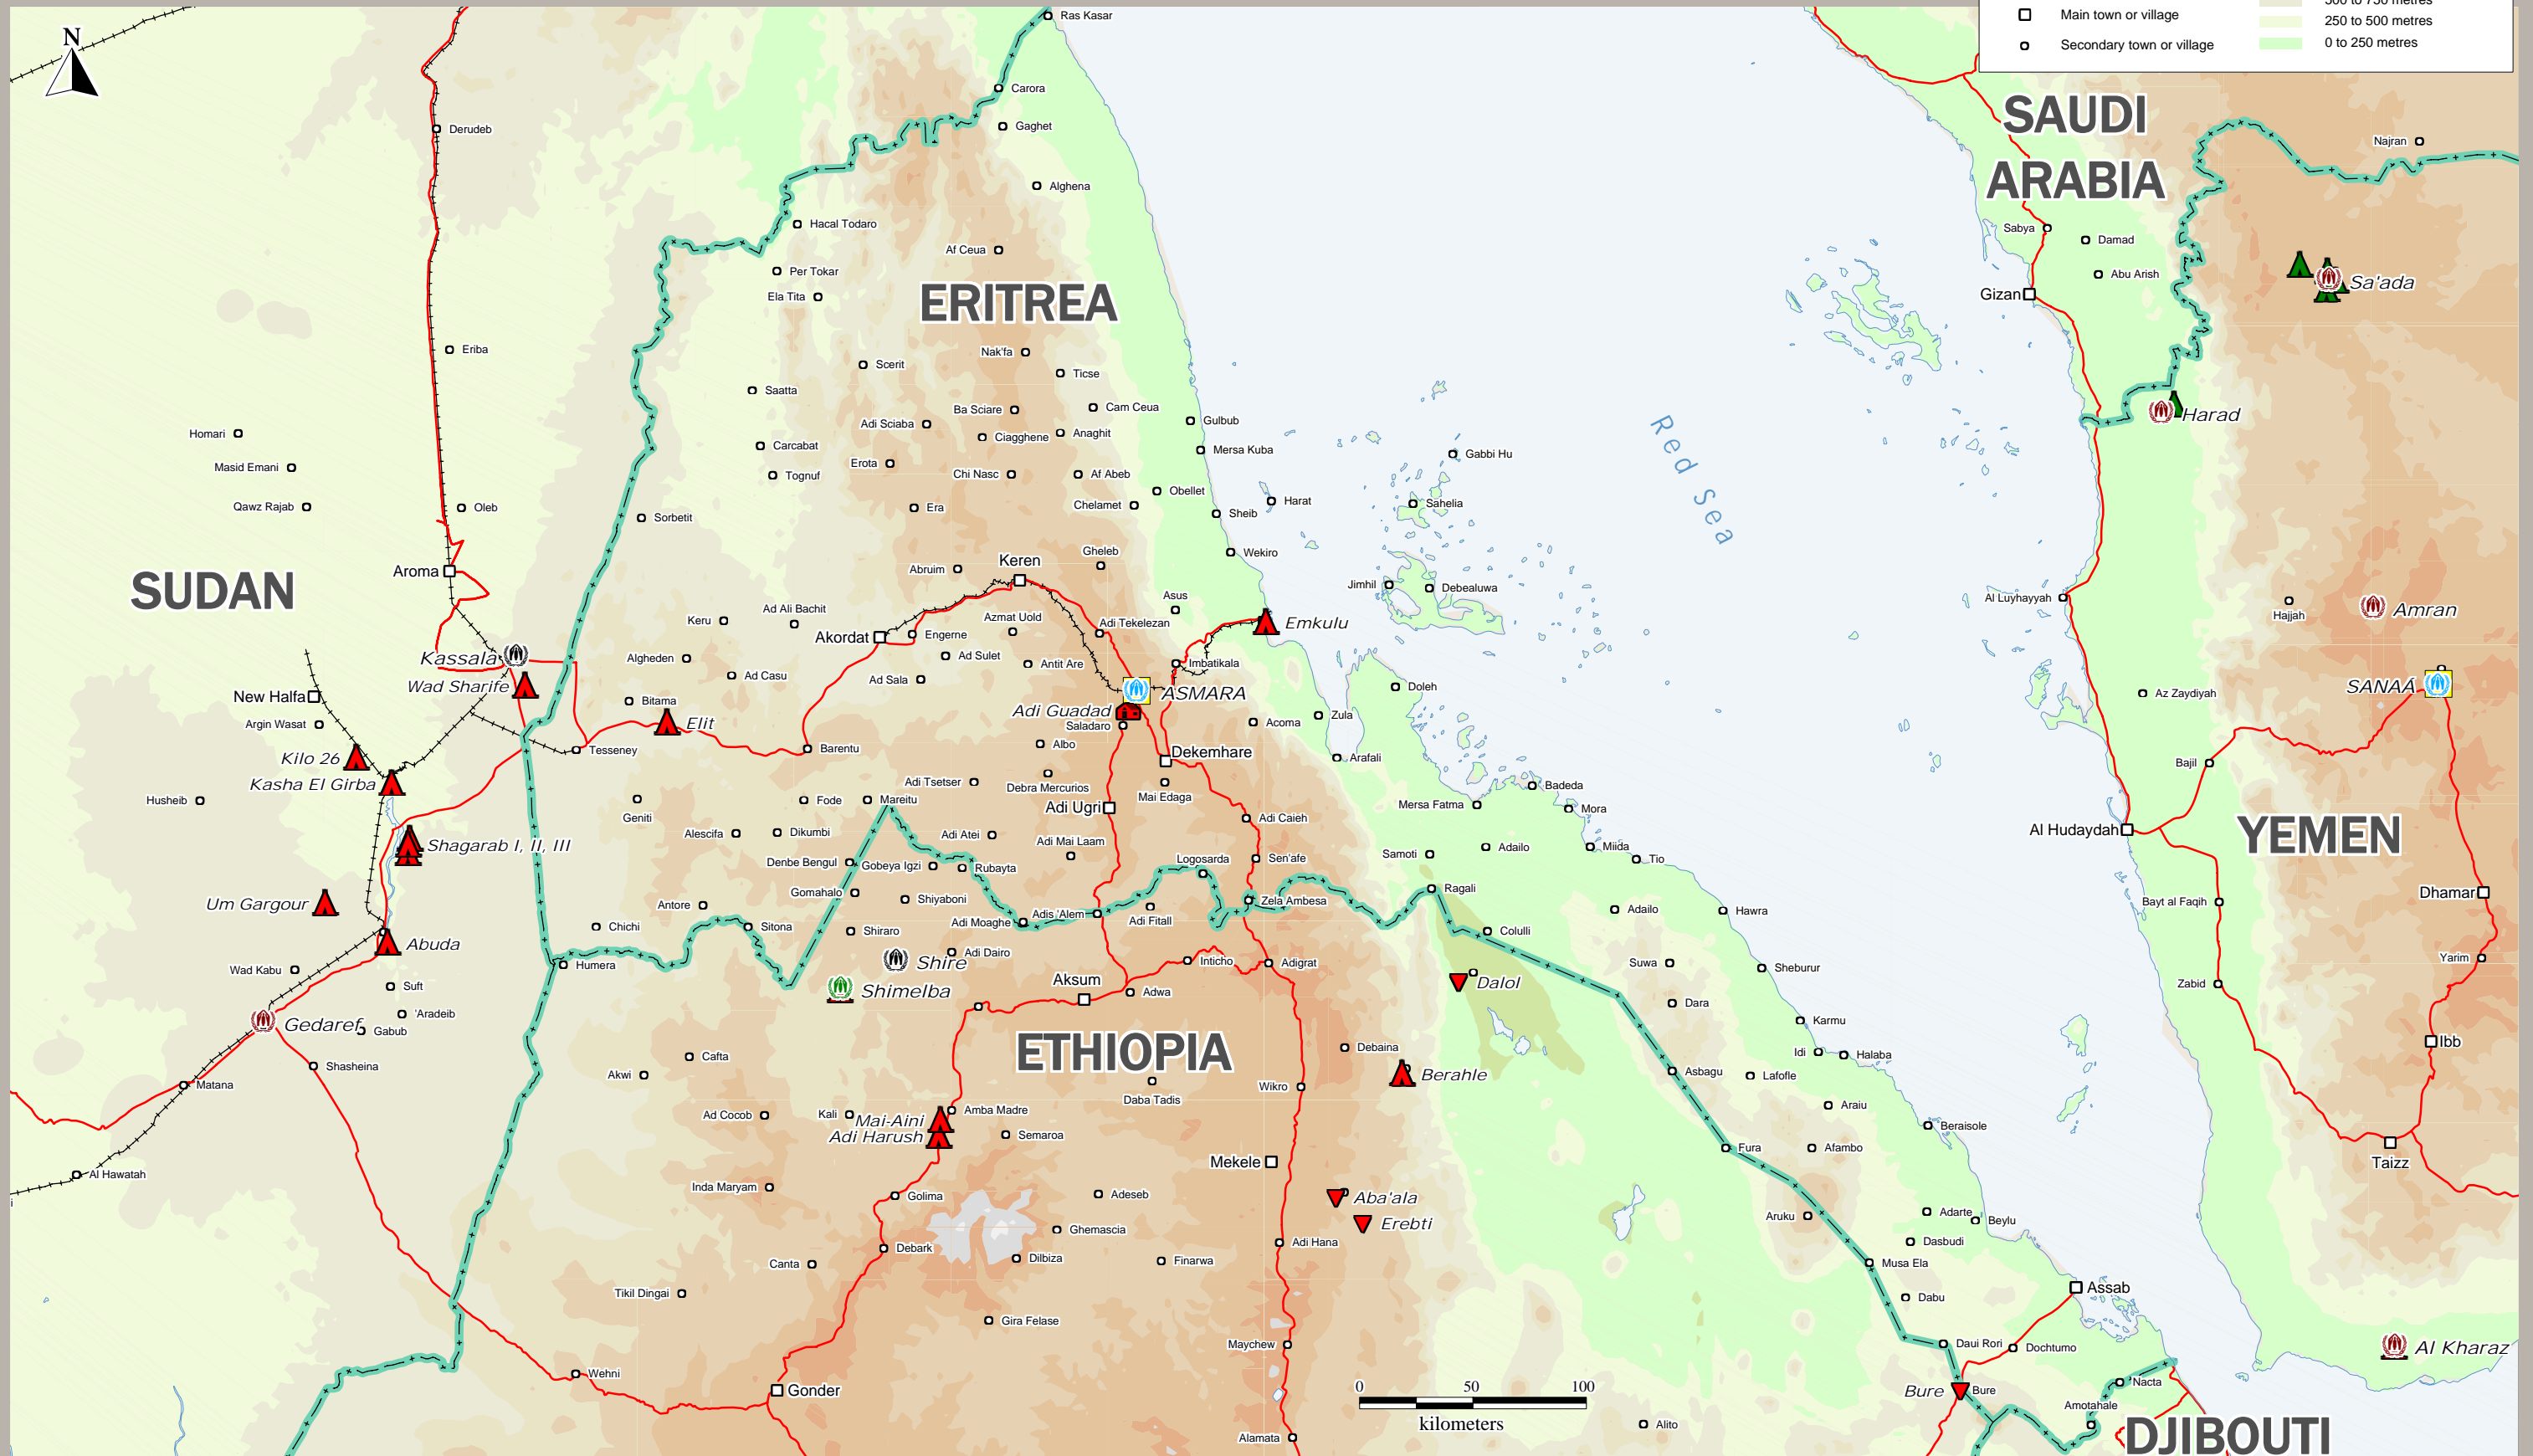 500 to 750 metres
Main town or village
250 to 500 metres
Secondary town or village
0 to 250 metres
N
Ras Kasar
Carora
Gaghet
Derudeb
Alghena
Hacal Todaro
Af Ceua
Per Tokar
Ela Tita
ERITREA
SAUDI
ARABIA
Najran
Sabya
Damad
Abu Arish
Gizan
Sa'ada
Harad
Eriba
Nak'fa
Scerit
Ticse
Saatta
Ba Sciare
Cam Ceua
Adi Sciaba
Gulbub
Homari
Ciagghene
Anaghit
Carcabat
Mersa Kuba
Gabbi Hu
Masid Emani
Erota
Tognuf
Chi Nasc
Af Abeb
Obellet
Harat
Sahelia
Red Sea
Qawz Rajab
Oleb
Era
Chelamet
Sheib
Sorbetit
Wekiro
Gheleb
Keren
Aroma
Abruim
SUDAN
Jimhil
Debealuwa
Asus
Al Luyhayyah
Hajjah
Amran
Ad Ali Bachit
Keru
Azmat Uold
Adi Tekelezan
Emkulu
Akordat
Engerne
Kassala
Algheden
Ad Sulet
Antit Are
Imbatikala
Ad Casu
Ad Sala
Wad Sharife
New Halfa
Bitama
ASMARA
Doleh
SANAÁ
Az Zaydiyah
Argin Wasat
Elit
Adi Guadad
Saladaro
Acoma
Zula
Kilo 26
Tesseney
Barentu
Albo
Dekemhare
Arafali
Bajil
Kasha El Girba
Adi Tsetser
Debra Mercurios
Mai Edaga
Badeda
Husheib
Geniti
Fode
Mareitu
Adi Ugri
Mersa Fatma
Mora
Adi Caieh
Al Hudaydah
YEMEN
Alescifa
Dikumbi
Adi Atei
Adi Mai Laam
Shagarab I, II, III
Denbe Bengul
Gobeya Igzi
Rubayta
Logosarda
Sen'afe
Samoti
Adailo
Miida
Tio
Gomahalo
Shiyaboni
Ragali
Dhamar
Um Gargour
Antore
Zela Ambesa
Bayt al Faqih
Adi Moaghe
Adis 'Alem
Adi Fitall
Adailo
Hawra
Chichi
Sitona
Shiraro
Colulli
Abuda
Adi Dairo
Shire
Inticho
Adigrat
Suwa
Sheburur
Yarim
Wad Kabu
Humera
Suft
Shimelba
Aksum
Adwa
Dalol
Zabid
Dara
'Aradeib
Gedaref
Gabub
Karmu
ETHIOPIA
Ibb
Debaina
Idi
Halaba
Cafta
Shasheina
Akwi
Berahle
Asbagu
Lafofle
Matana
Daba Tadis
Wikro
Ad Cocob
Kali
Mai-Aini
Amba Madre
Araiu
Adi Harush
Semaroa
Beraisole
Fura
Afambo
Taizz
Al Hawatah
Mekele
Inda Maryam
Golima
Adeseb
Aba'ala
Erebti
Aruku
Adarte
Beylu
Ghemascia
Debark
Adi Hana
Dasbudi
Canta
Dilbiza
Finarwa
Musa Ela
Tikil Dingai
Dabu
Assab
Gira Felase
Maychew
Daui Rori
Dochtumo
Al Kharaz
Wehni
Gonder
0 50 100
kilometers
Nacta
Bure
Bure
Amotahale
Alito
Alamata
DJIBOUTI